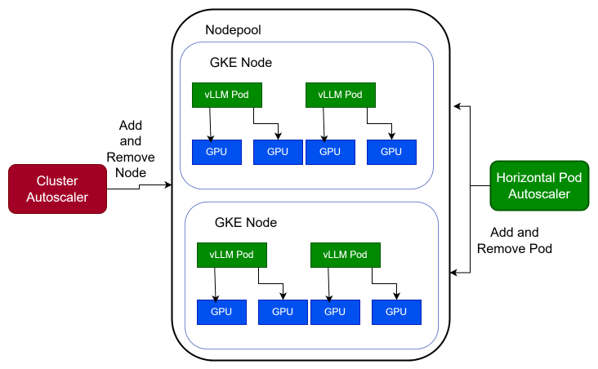 Nodepool
GKE Node
vLLM Pod
vLLM Pod
GPU
GPU
GPU
GPU
Add
and
Remove
Node
Cluster
Autoscaler
Horizontal Pod
Autoscaler
Add and
Remove Pod
GKE Node
vLLM Pod
vLLM Pod
GPU
GPU
GPU
GPU